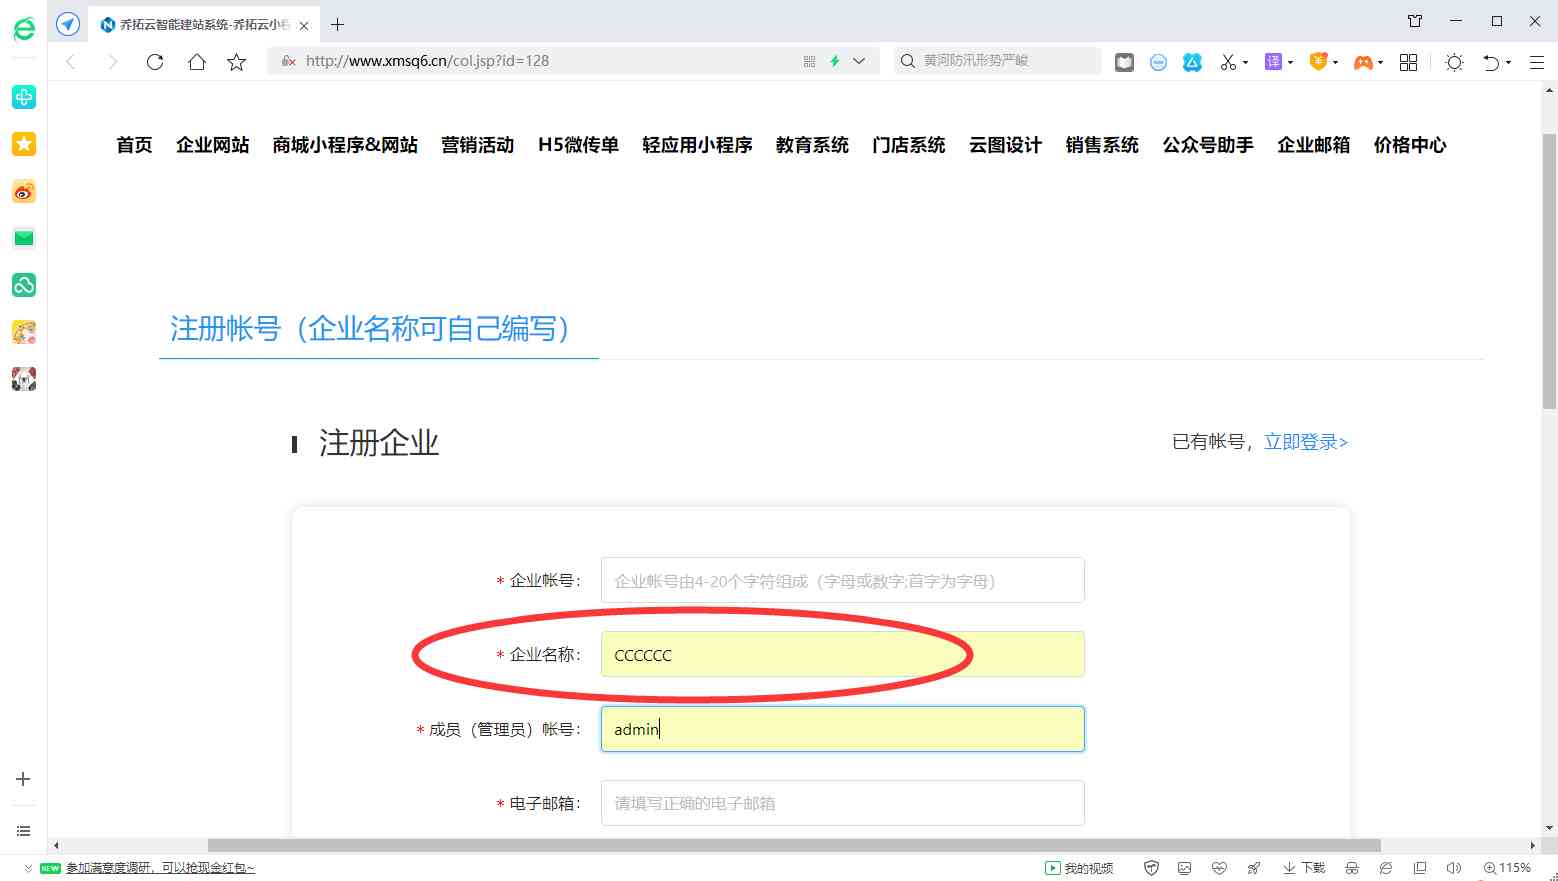 乔拓云智能建站系统-乔拓云小程
http://www.xmsq6.cn/col.jsp?id=128
黄河防汛形势严峻
译
首页 企业网站 商城小程序&网站 营销活动 H5微传单 轻应用小程序 教育系统 门店系统 云图设计 销售系统 公众号助手 企业邮箱 价格中心
注册帐号（企业名称可自己编写）
注册企业
已有帐号，立即登录>
* 企业帐号： 企业帐号由4-20个字符组成（字母或数字;首字为字母）
* 企业名称： CCCCCC
* 成员（管理员）帐号： admin
* 电子邮箱： 请填写正确的电子邮箱
NEW 参加满意度调研，可以抢现金红包~
我的视频 下载 115%